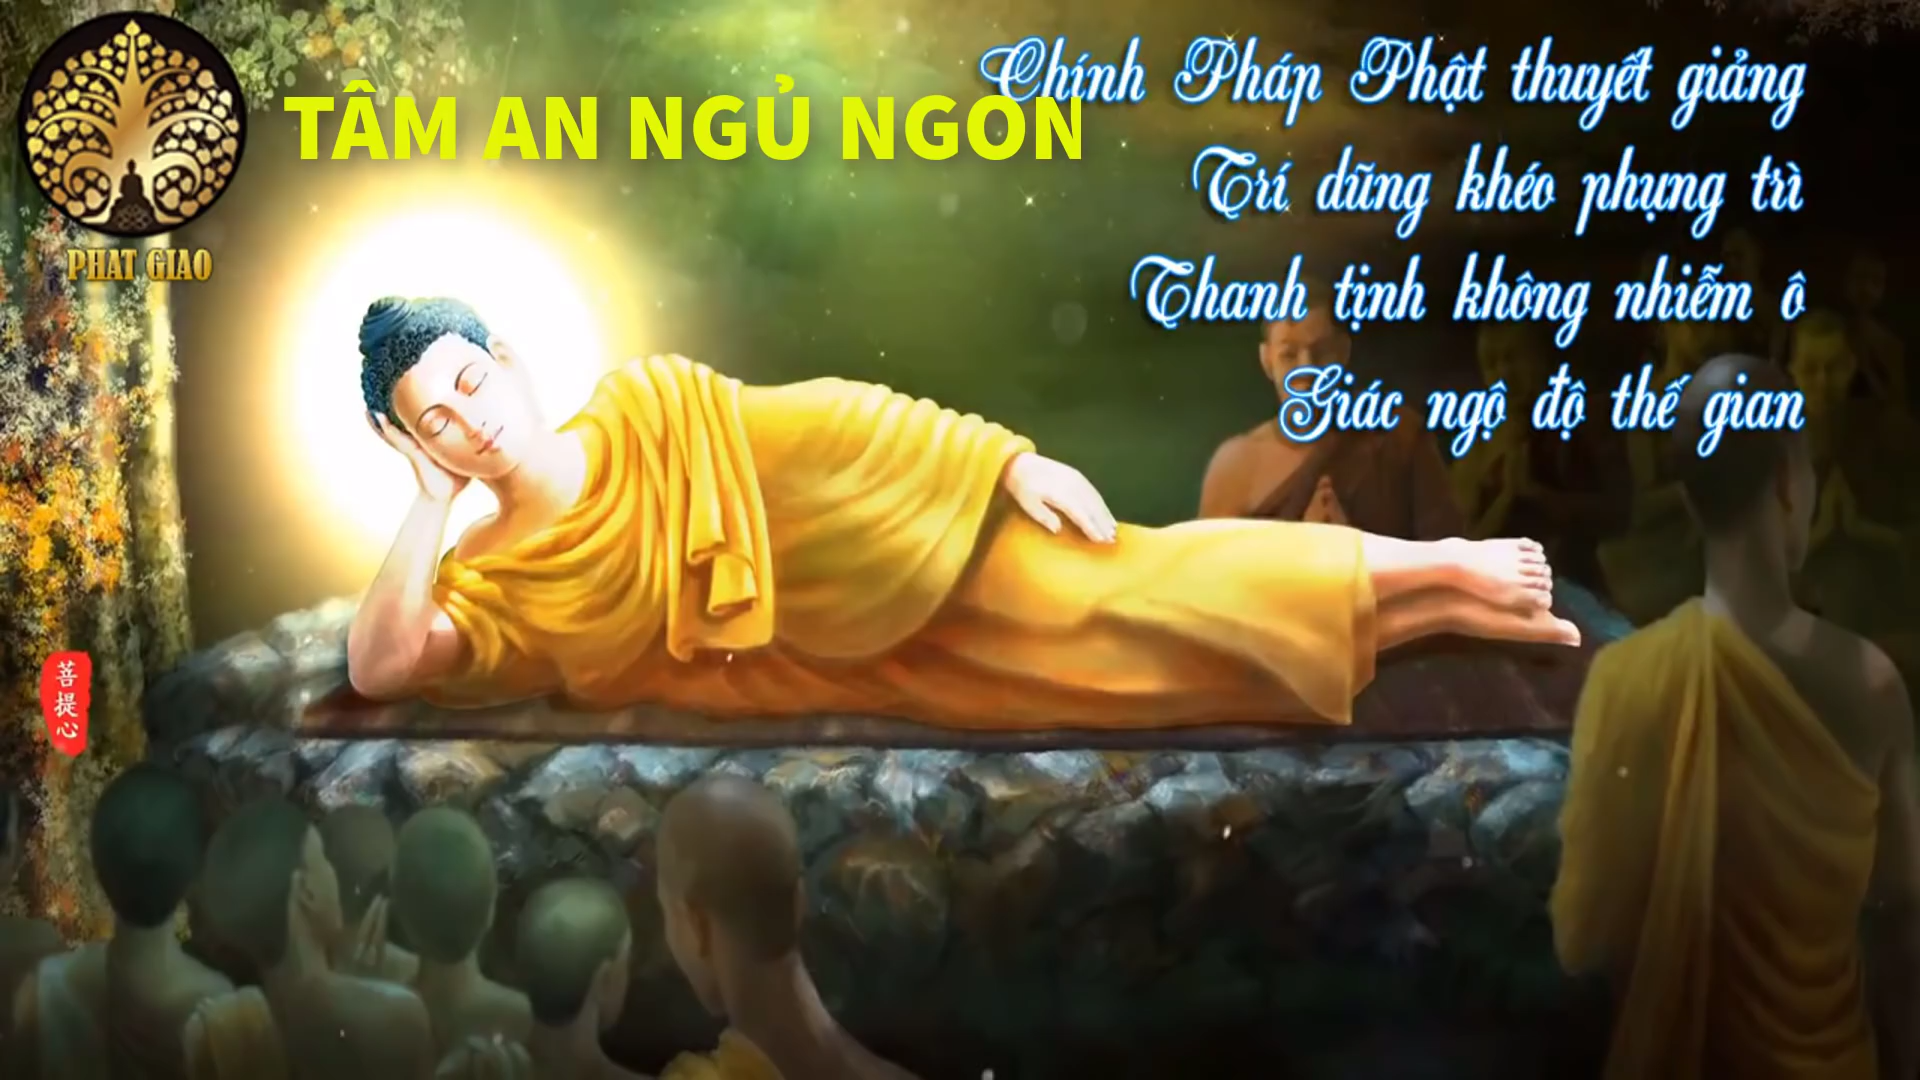 TÂM AN NGỦ NGON
Chính Pháp Phật thuyết giảng
Trí dũng khéo phụng trì
Thanh tịnh không nhiễm ô
Giác ngộ độ thế gian
PHAT GIAO
菩提心